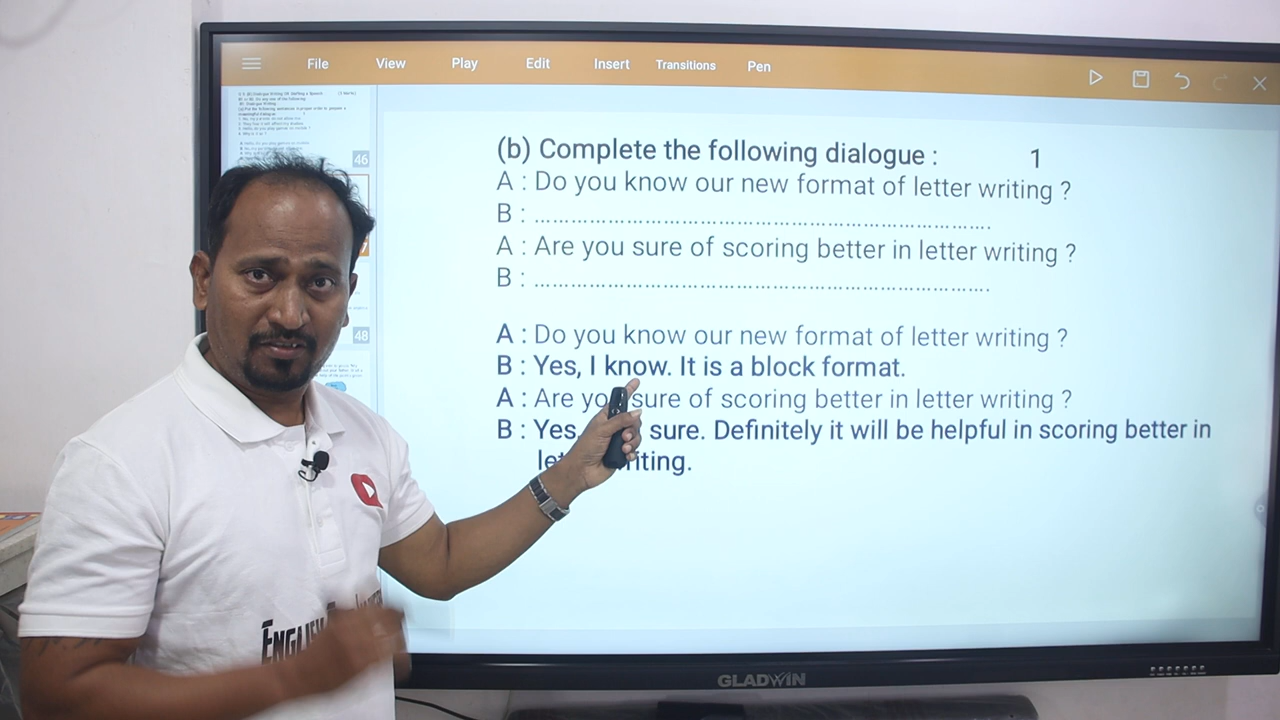 File View Play Edit Insert Transitions Pen
46
48
(b) Complete the following dialogue : 1
A : Do you know our new format of letter writing ?
B : ....................................................................
A : Are you sure of scoring better in letter writing ?
B : ....................................................................
A : Do you know our new format of letter writing ?
B : Yes, I know. It is a block format.
A : Are sure of scoring better in letter writing ?
B : Yes, sure. Definitely it will be helpful in scoring better in
GLADWIN